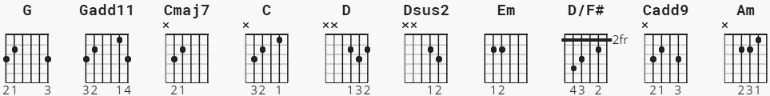 G Gadd11 Cmaj7 C D Dsus2 Em D/F# Cadd9 Am
× × ×× ×× × ×
2fr
21 3 32 14 21 32 1 132 12 12 43 2 21 3 231